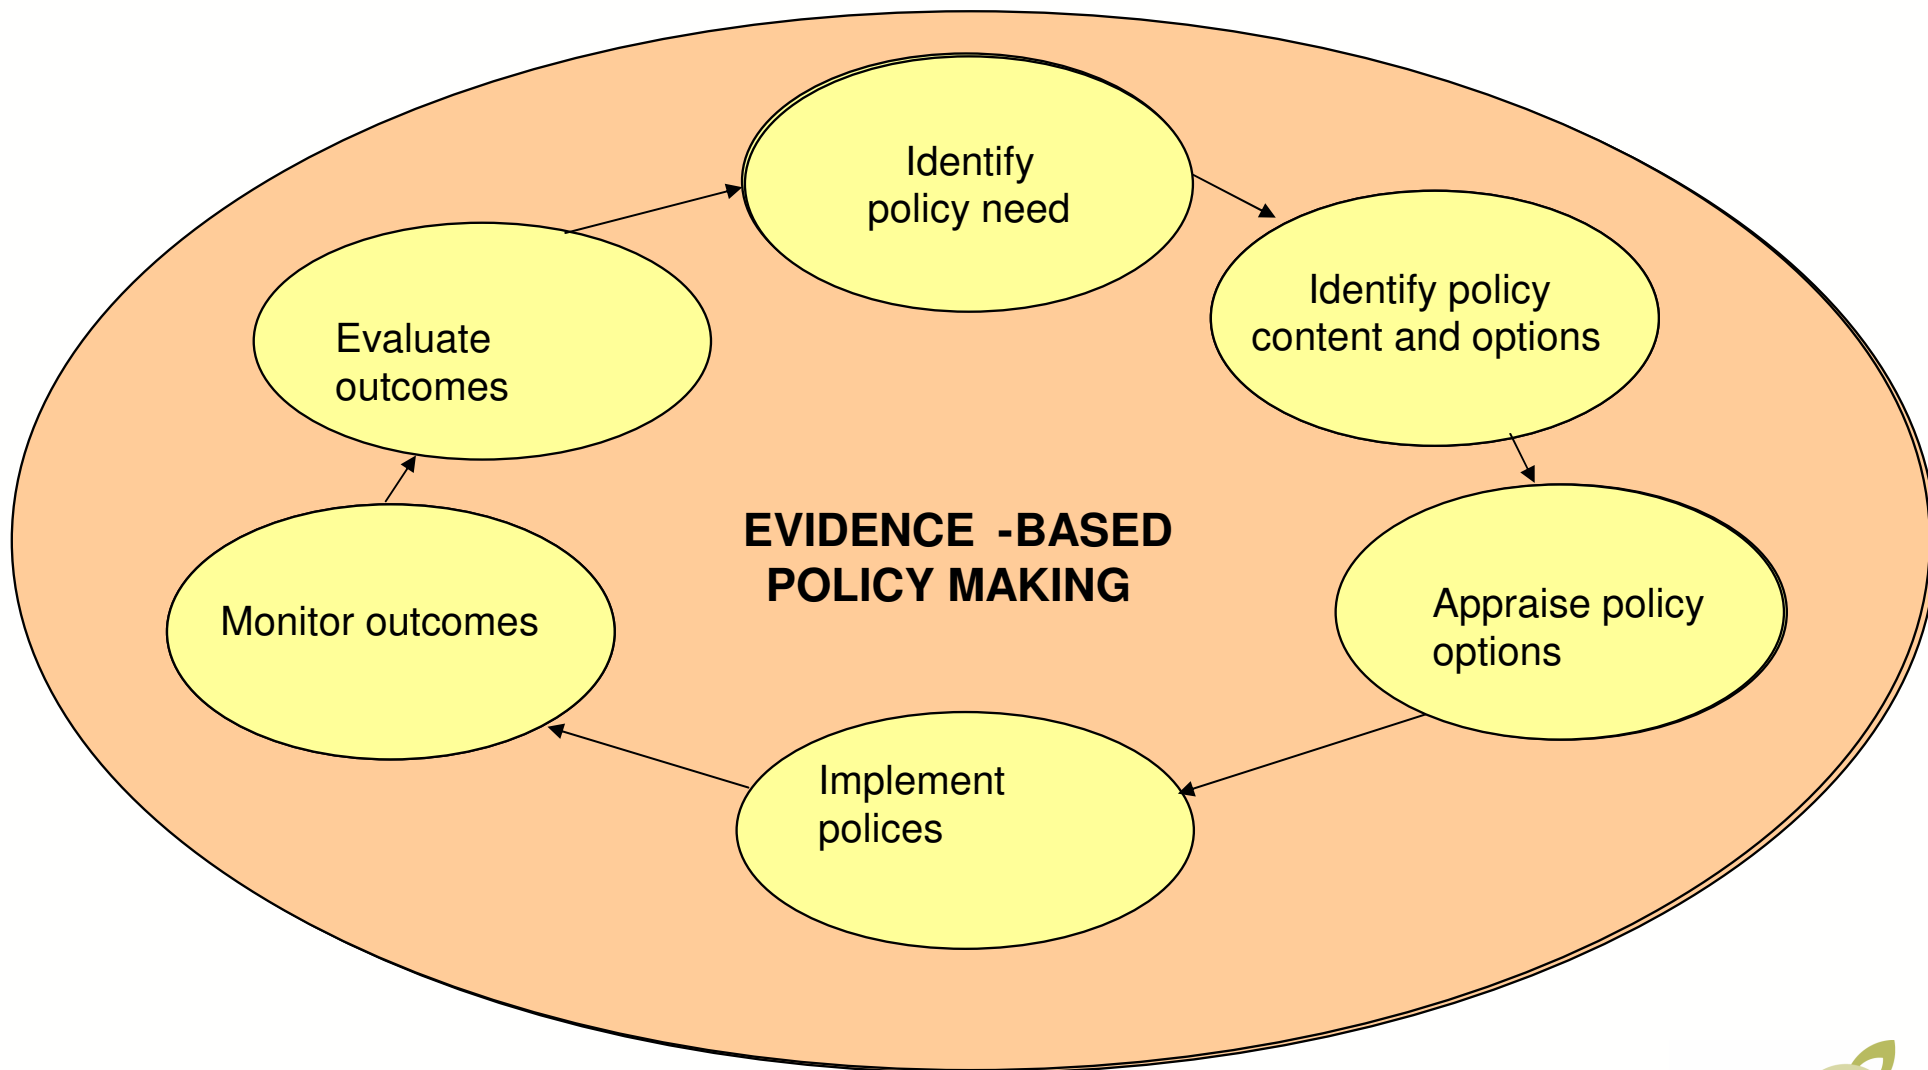 Identify
policy need
Identify policy
content and options
Appraise policy
options
Implement
polices
Monitor outcomes
Evaluate
outcomes
EVIDENCE -BASED
POLICY MAKING